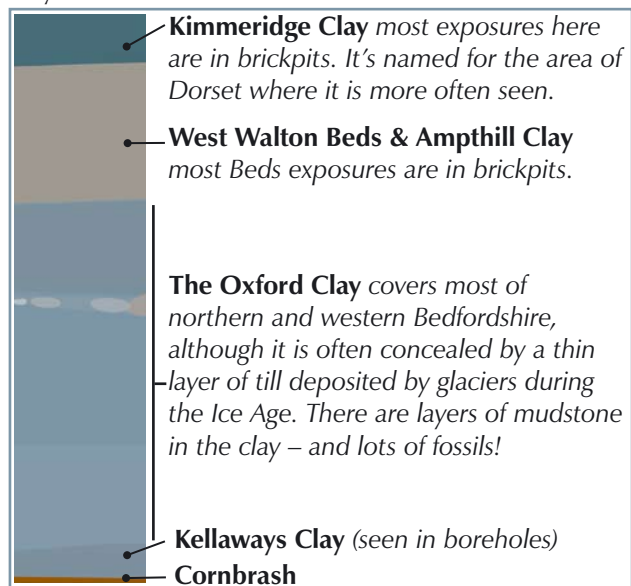 Kimmeridge Clay most exposures here
are in brickpits. It's named for the area of
Dorset where it is more often seen.
West Walton Beds & Ampthill Clay
most Beds exposures are in brickpits.
The Oxford Clay covers most of
northern and western Bedfordshire,
although it is often concealed by a thin
layer of till deposited by glaciers during
the Ice Age. There are layers of mudstone
in the clay – and lots of fossils!
Kellaways Clay (seen in boreholes)
Cornbrash